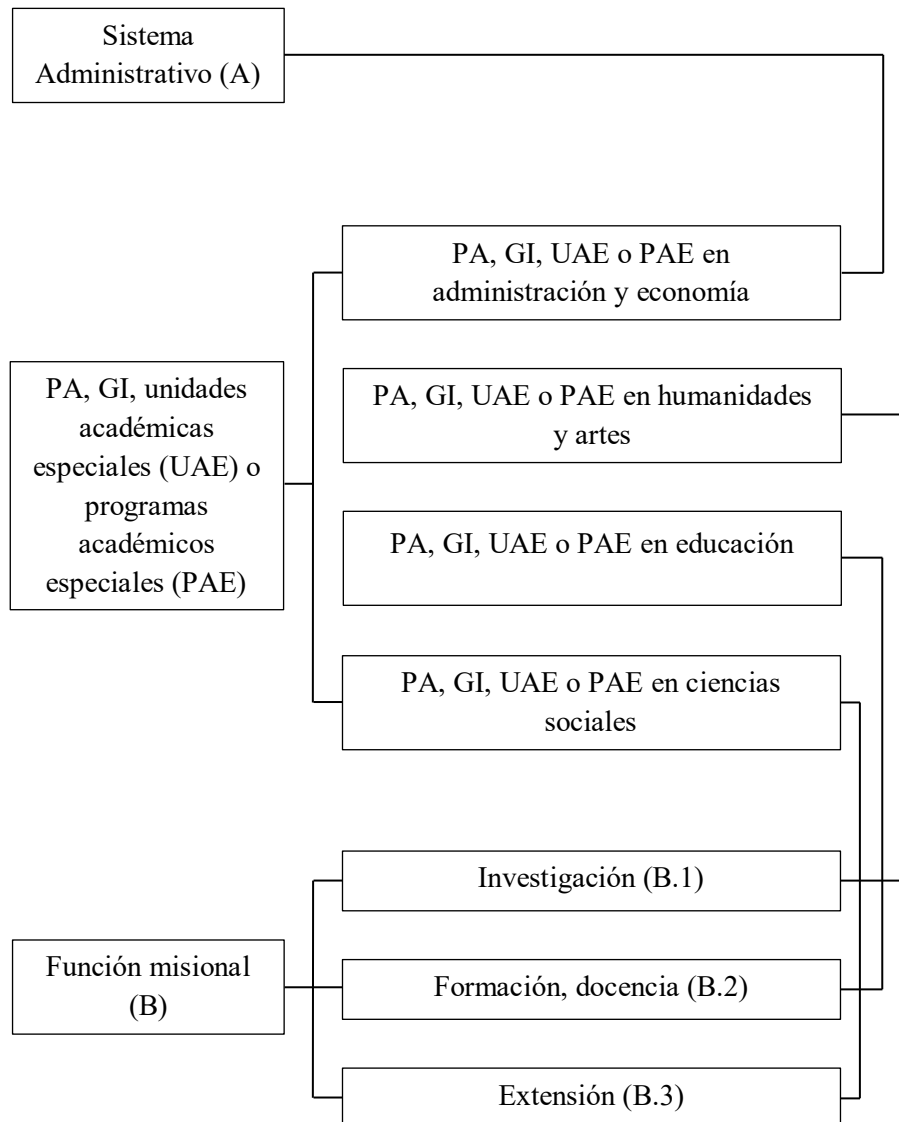 Sistema
Administrativo (A)
PA, GI, UAE o PAE en
administración y economía
PA, GI, unidades
académicas
especiales (UAE) o
programas
académicos
especiales (PAE)
PA, GI, UAE o PAE en humanidades
y artes
PA, GI, UAE o PAE en educación
PA, GI, UAE o PAE en ciencias
sociales
Investigación (B.1)
Función misional
(B)
Formación, docencia (B.2)
Extensión (B.3)